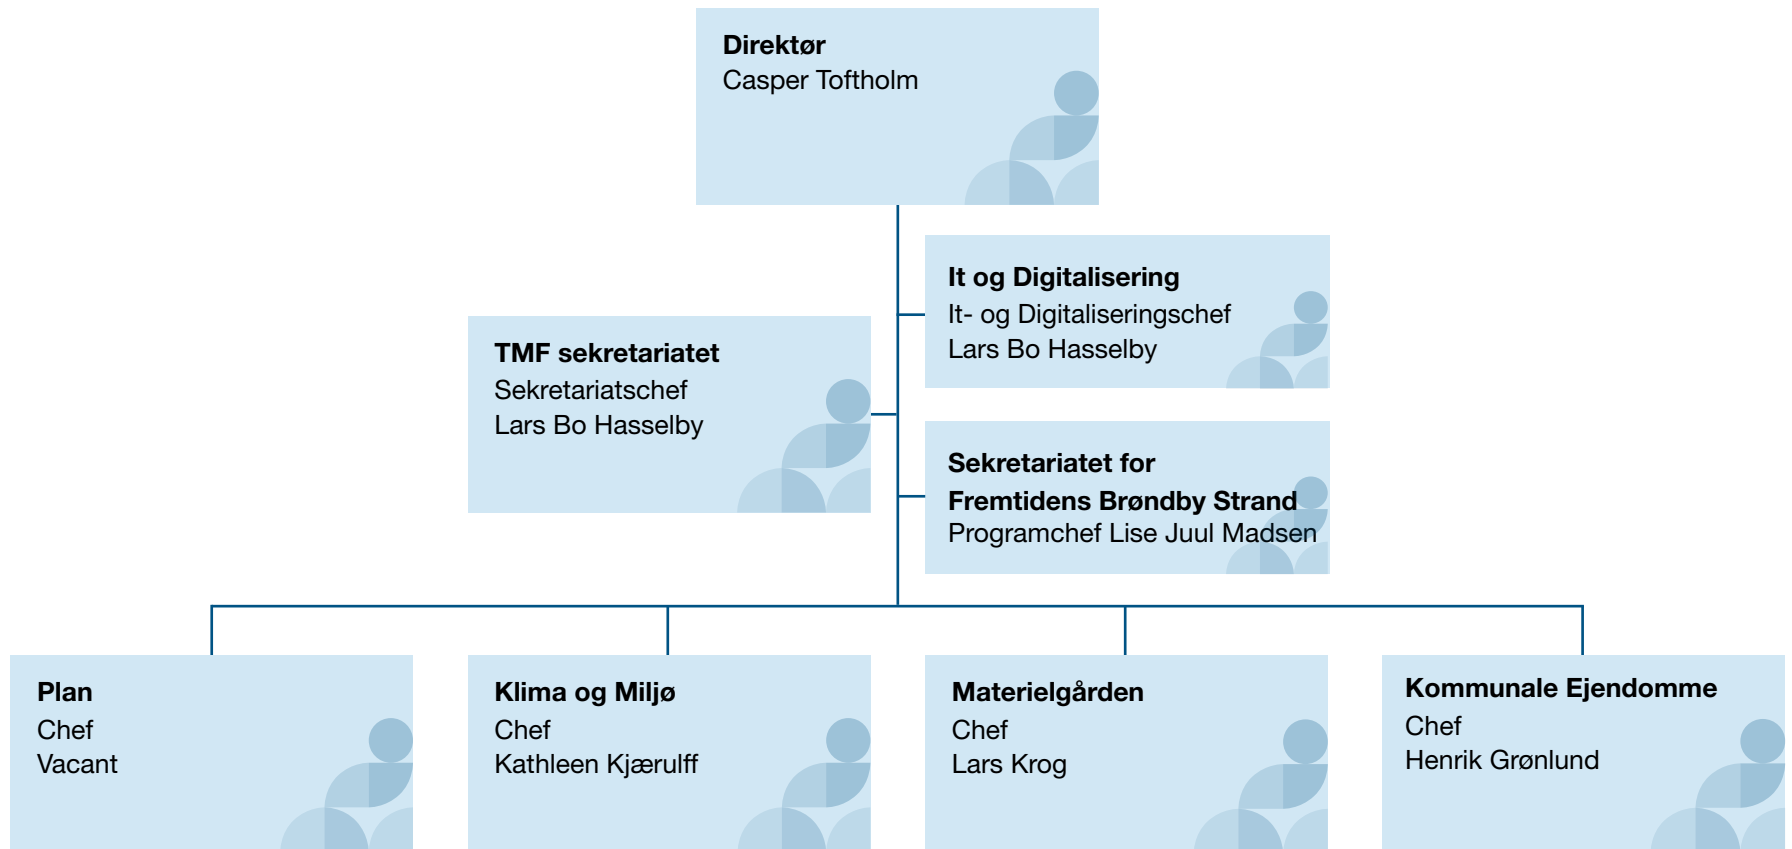 Direktør
Casper Toftholm
It og Digitalisering
It- og Digitaliseringschef
Lars Bo Hasselby
TMF sekretariatet
Sekretariatschef
Lars Bo Hasselby
Sekretariatet for
Fremtidens Brøndby Strand
Programchef Lise Juul Madsen
Plan
Chef
Vacant
Klima og Miljø
Chef
Kathleen Kjærulff
Materielgården
Chef
Lars Krog
Kommunale Ejendomme
Chef
Henrik Grønlund